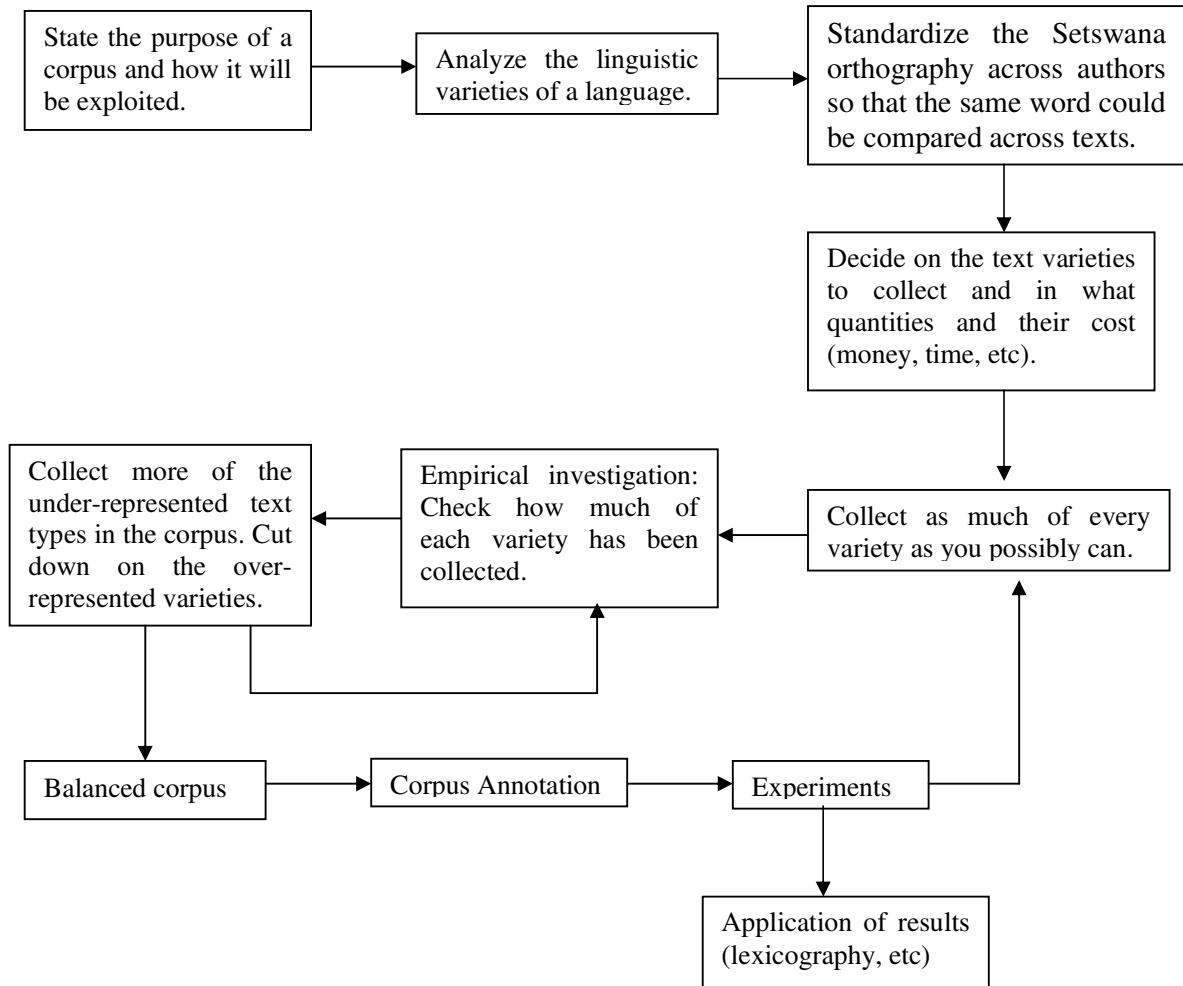 State the purpose of a
corpus and how it will
be exploited.
Analyze the linguistic
varieties of a language.
Standardize the Setswana
orthography across authors
so that the same word could
be compared across texts.
Decide on the text varieties
to collect and in what
quantities and their cost
(money, time, etc).
Collect as much of every
variety as you possibly can.
Empirical investigation:
Check how much of
each variety has been
collected.
Collect more of the
under-represented text
types in the corpus. Cut
down on the over-
represented varieties.
Balanced corpus
Corpus Annotation
Experiments
Application of results
(lexicography, etc)